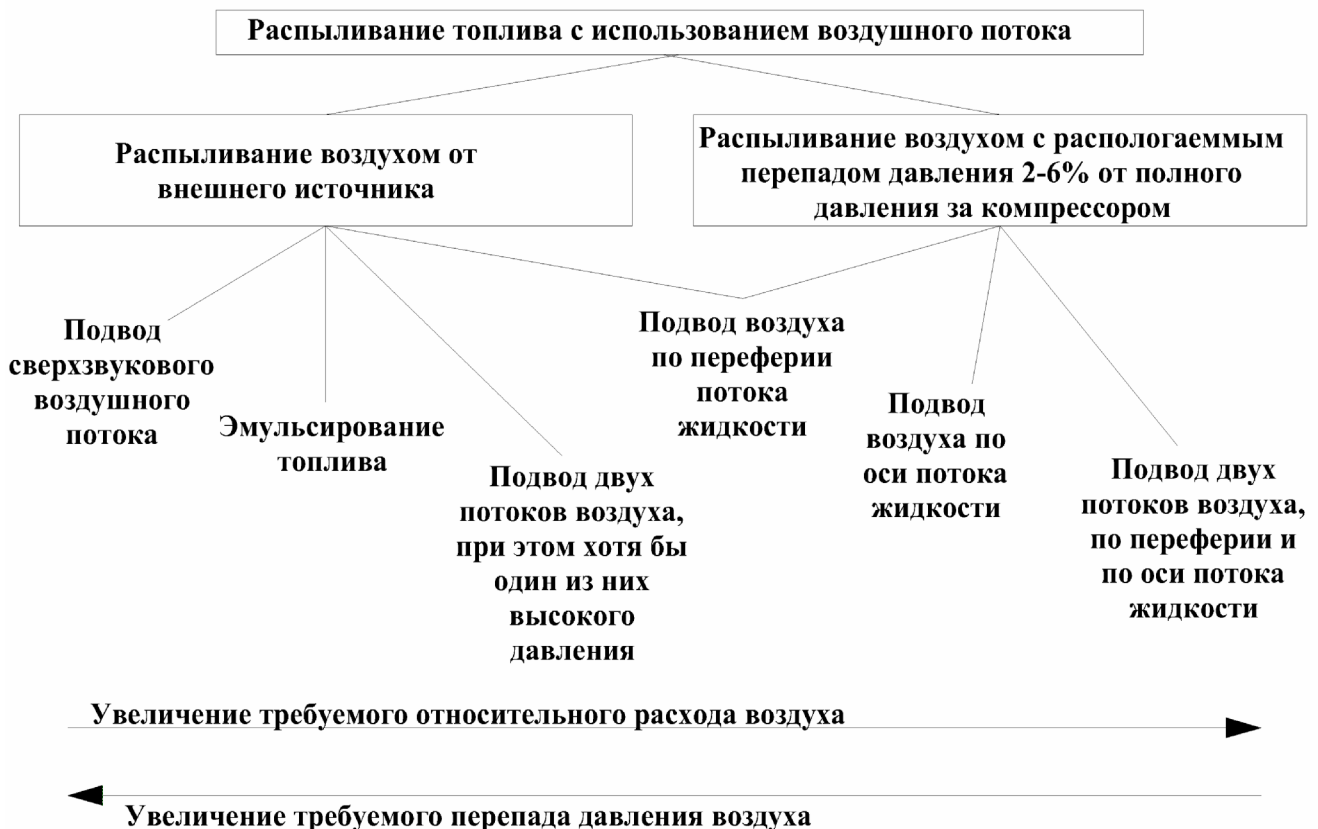 Распыливание топлива с использованием воздушного потока
Распыливание воздухом от
внешнего источника
Распыливание воздухом с распологаеммым
перепадом давления 2-6% от полного
давления за компрессором
Подвод
сверхзвукового
воздушного
потока
Эмульсирование
топлива
Подвод двух
потоков воздуха,
при этом хотя бы
один из них
высокого
давления
Подвод воздуха
по переферии
потока
жидкости
Подвод
воздуха по
оси потока
жидкости
Подвод двух
потоков воздуха,
по переферии и
по оси потока
жидкости
Увеличение требуемого относительного расхода воздуха
Увеличение требуемого перепада давления воздуха